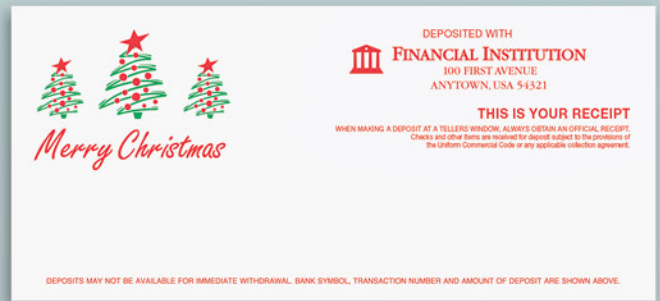 Merry Christmas
DEPOSITED WITH
FINANCIAL INSTITUTION
100 FIRST AVENUE
ANYTOWN, USA 54321
THIS IS YOUR RECEIPT
WHEN MAKING A DEPOSIT AT A TELLERS WINDOW, ALWAYS OBTAIN AN OFFICIAL RECEIPT.
Checks and other items are received for deposit subject to the provisions of
the Uniform Commercial Code or any applicable collection agreement.
DEPOSITS MAY NOT BE AVAILABLE FOR IMMEDIATE WITHDRAWAL. BANK SYMBOL, TRANSACTION NUMBER AND AMOUNT OF DEPOSIT ARE SHOWN ABOVE.